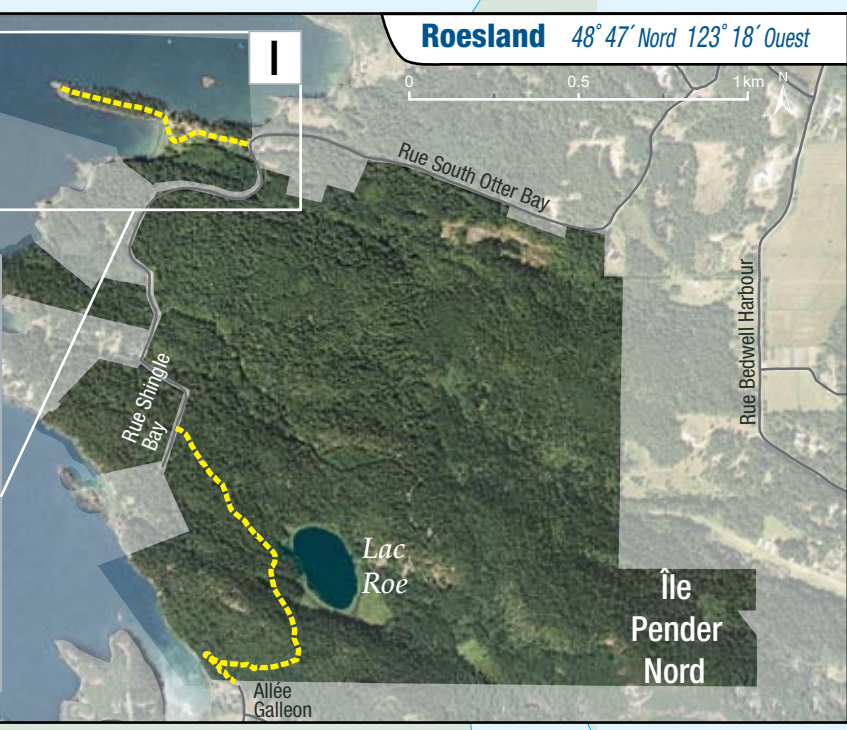 Roesland 48° 47´ Nord 123° 18´ Ouest
I
0 0.5 1 km N
Rue South Otter Bay
Rue Bedwell Harbour
Rue Shingle
Bay
Lac
Roe
Île
Pender
Nord
Allée
Galleon